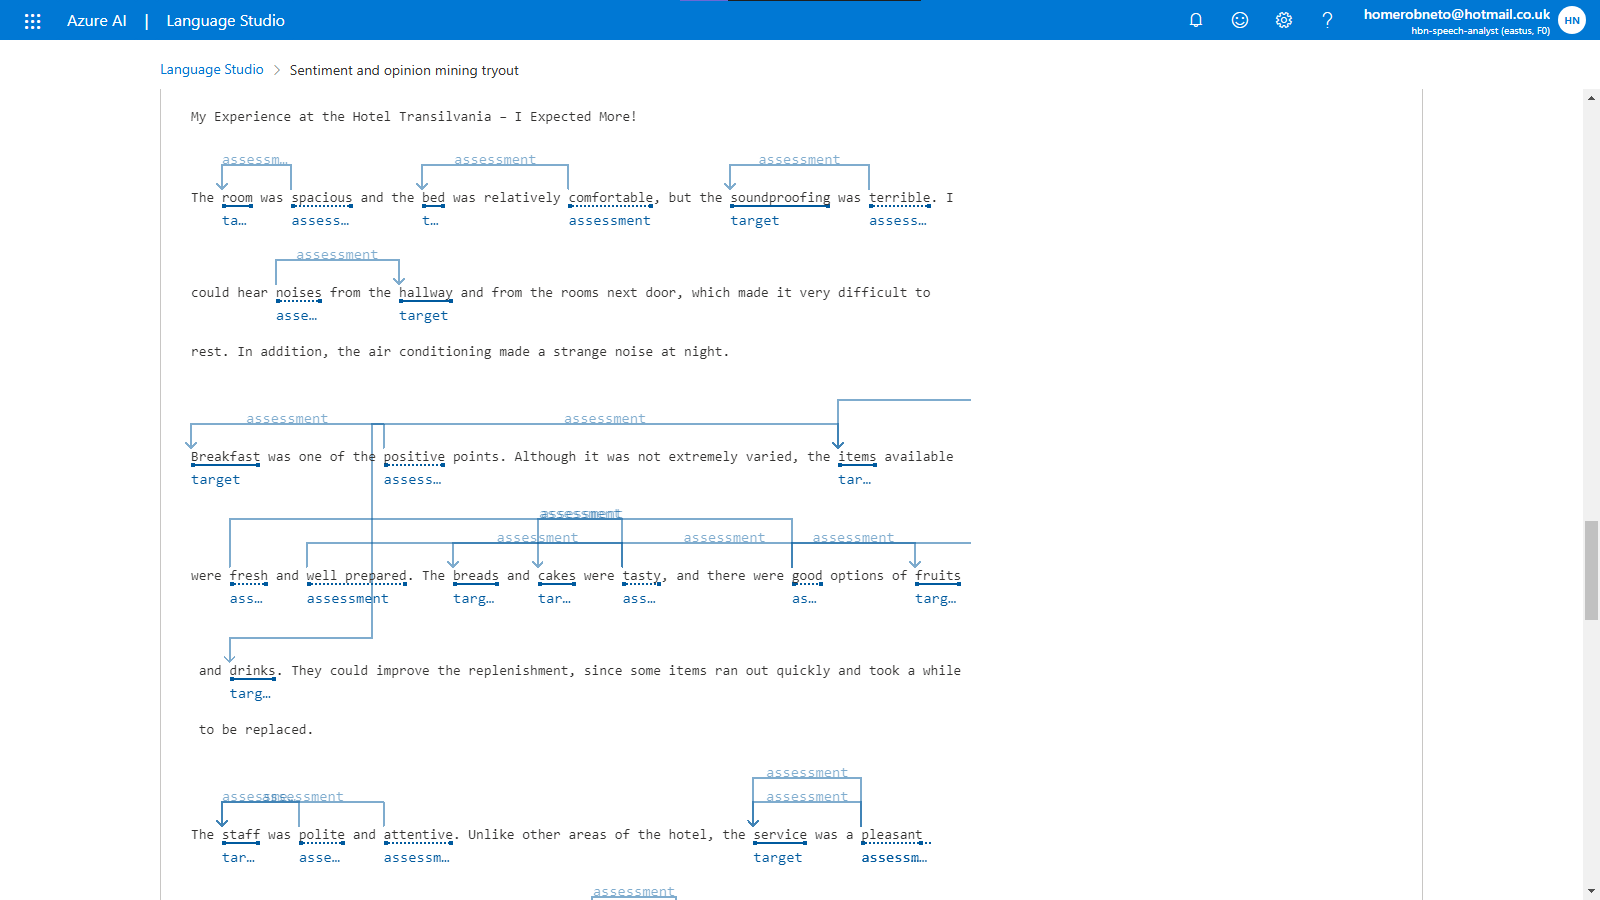 Azure AI | Language Studio
homerobneto@hotmail.co.uk
hbn-speech-analyst (eastus, F0)
HN
Language Studio > Sentiment and opinion mining tryout
My Experience at the Hotel Transilvania – I Expected More!
assessm… assessment assessment
The room was spacious and the bed was relatively comfortable, but the soundproofing was terrible. I
ta… assess… t… assessment target assess…
assessment
could hear noises from the hallway and from the rooms next door, which made it very difficult to
asse… target
rest. In addition, the air conditioning made a strange noise at night.
assessment assessment
Breakfast was one of the positive points. Although it was not extremely varied, the items available
target assess… tar…
assessment
assessment assessment assessment
were fresh and well prepared. The breads and cakes were tasty, and there were good options of fruits
ass… assessment targ… tar… ass… as… targ…
and drinks. They could improve the replenishment, since some items ran out quickly and took a while
targ…
to be replaced.
assessment
assessme… assessment assessment
The staff was polite and attentive. Unlike other areas of the hotel, the service was a pleasant
tar… asse… assessm… target assessm…
assessment